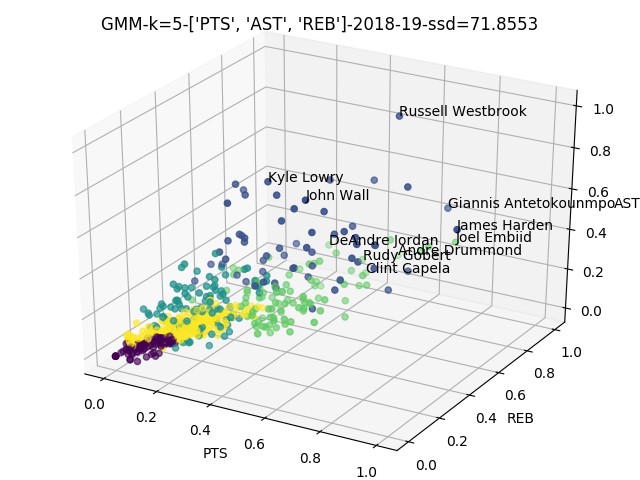 GMM-k=5-['PTS', 'AST', 'REB']-2018-19-ssd=71.8553
Russell Westbrook
Kyle Lowry
John Wall
Giannis Antetokounmpo
AST
James Harden
DeAndre Jordan
Joel Embid
Andre Drummond
Rudy Gobert
Clint Capela
1.0
0.8
0.6
0.4
0.2
0.0
0.0
0.2
0.4
0.6
0.8
1.0
PTS
0.0
0.2
0.4
0.6
0.8
1.0
REB